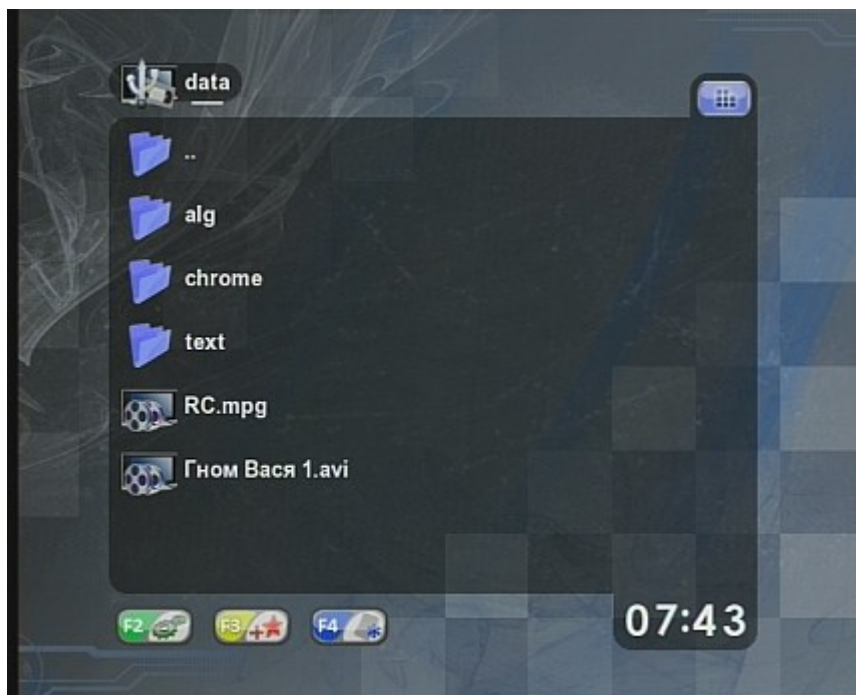 data
..
alg
chrome
text
RC.mpg
Гном Вася 1.avi
F2
F3
F4
07:43